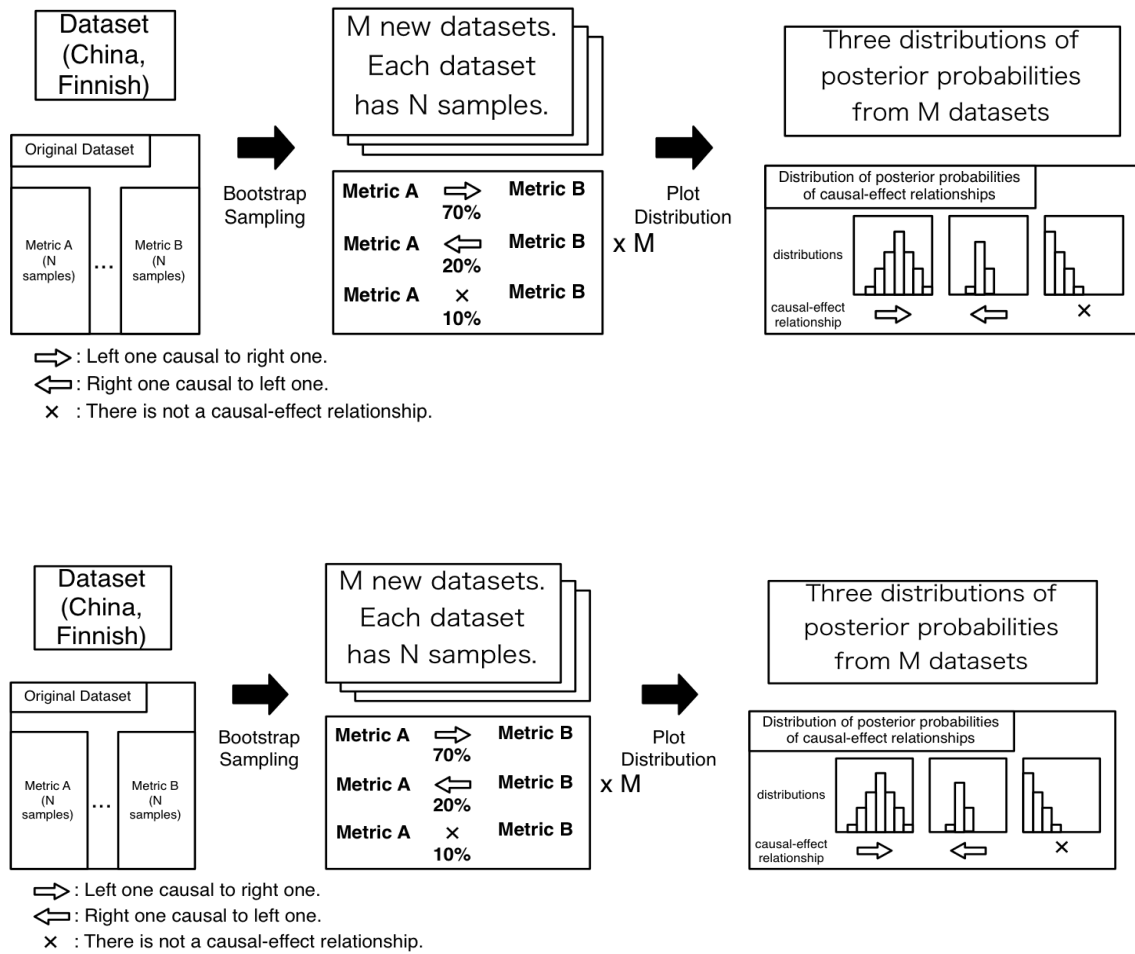 Dataset
(China,
Finnish)
M new datasets.
Each dataset
has N samples.
Three distributions of
posterior probabilities
from M datasets
Original Dataset
Metric A
(N
samples)
...
Metric B
(N
samples)
Bootstrap
Sampling
Metric A
Metric B
70%
Metric A
Metric B
20%
Metric A
Metric B
10%
x M
Plot
Distribution
Distribution of posterior probabilities
of causal-effect relationships
distributions
causal-effect
relationship
: Left one causal to right one.
: Right one causal to left one.
× : There is not a causal-effect relationship.
Dataset
(China,
Finnish)
M new datasets.
Each dataset
has N samples.
Three distributions of
posterior probabilities
from M datasets
Original Dataset
Metric A
(N
samples)
...
Metric B
(N
samples)
Bootstrap
Sampling
Metric A
Metric B
70%
Metric A
Metric B
20%
Metric A
Metric B
10%
x M
Plot
Distribution
Distribution of posterior probabilities
of causal-effect relationships
distributions
causal-effect
relationship
: Left one causal to right one.
: Right one causal to left one.
× : There is not a causal-effect relationship.